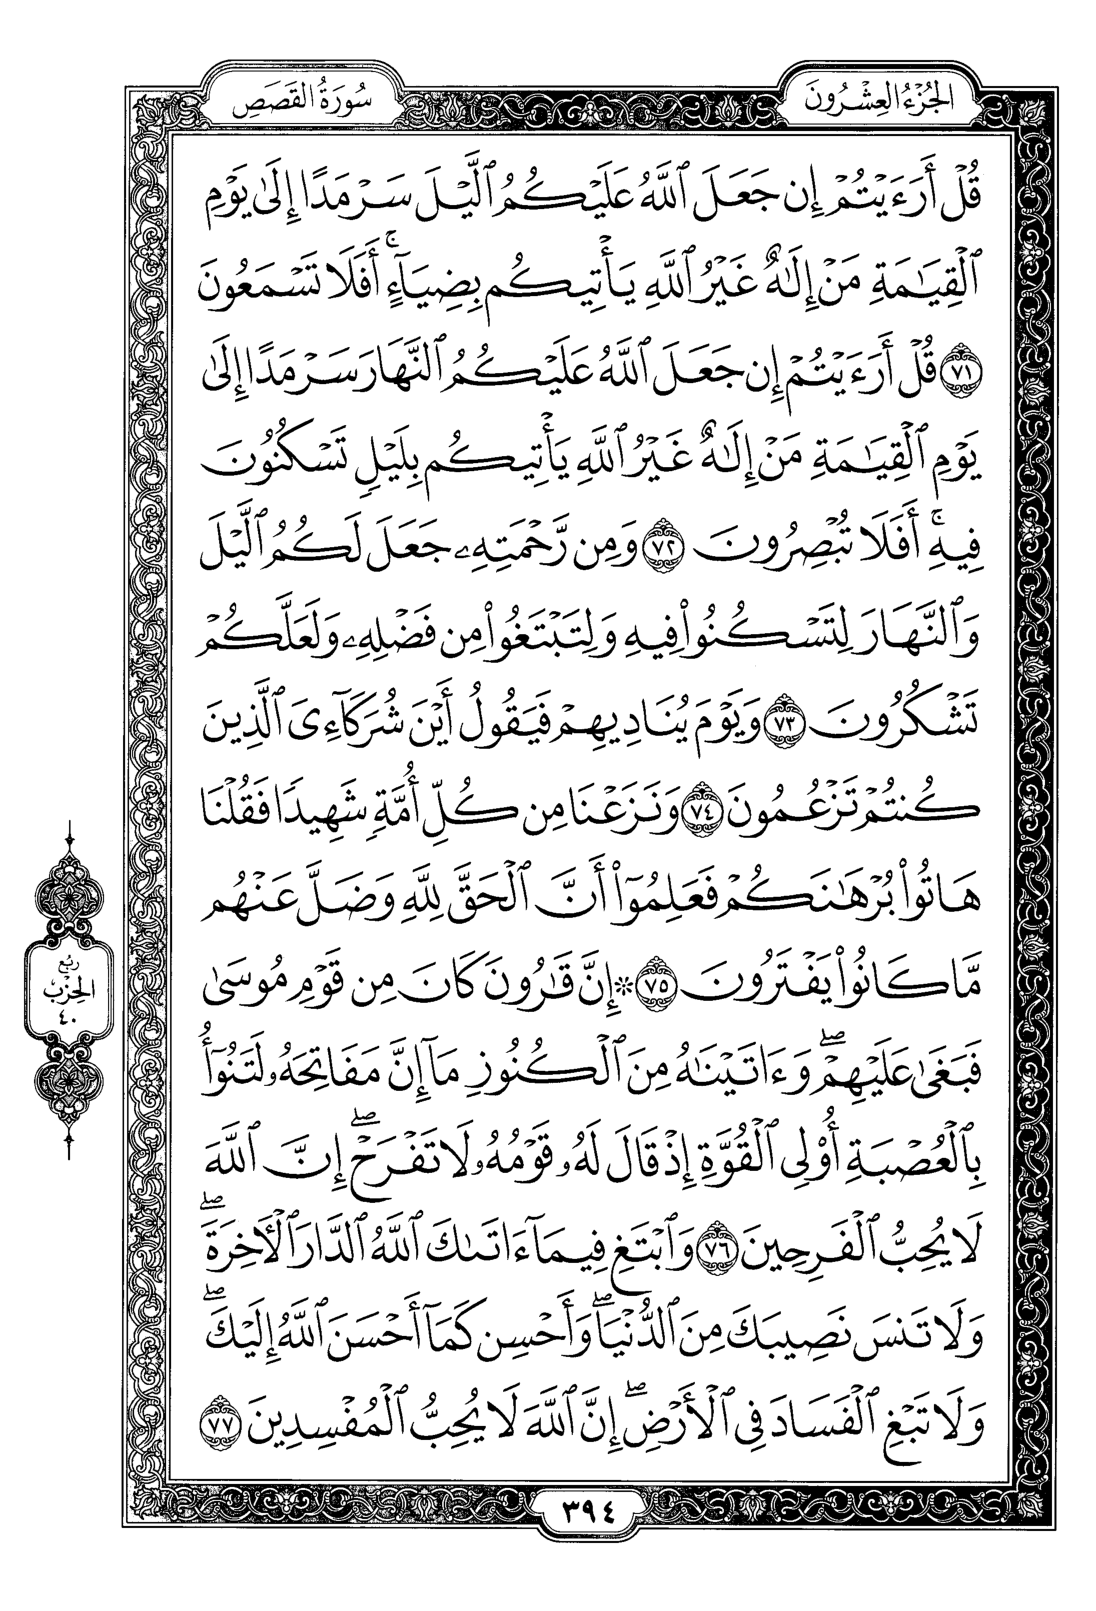 الجُزْءُ العِشْرُونَ
سُورَةُ القَصَصِ
قُلْ أَرَءَيْتُمْ إِن جَعَلَ ٱللَّهُ عَلَيْكُمُ ٱلَّيْلَ سَرْمَدًا إِلَىٰ يَوْمِ
ٱلْقِيَـٰمَةِ مَنْ إِلَـٰهٌ غَيْرُ ٱللَّهِ يَأْتِيكُم بِضِيَآءٍ ۚ أَفَلَا تَسْمَعُونَ
٧١ قُلْ أَرَءَيْتُمْ إِن جَعَلَ ٱللَّهُ عَلَيْكُمُ ٱلنَّهَارَ سَرْمَدًا إِلَىٰ
يَوْمِ ٱلْقِيَـٰمَةِ مَنْ إِلَـٰهٌ غَيْرُ ٱللَّهِ يَأْتِيكُم بِلَيْلٍ تَسْكُنُونَ
فِيهِ ۚ أَفَلَا تُبْصِرُونَ ٧٢ وَمِن رَّحْمَتِهِۦ جَعَلَ لَكُمُ ٱلَّيْلَ
وَٱلنَّهَارَ لِتَسْكُنُوا۟ فِيهِ وَلِتَبْتَغُوا۟ مِن فَضْلِهِۦ وَلَعَلَّكُمْ
تَشْكُرُونَ ٧٣ وَيَوْمَ يُنَادِيهِمْ فَيَقُولُ أَيْنَ شُرَكَآءِىَ ٱلَّذِينَ
كُنتُمْ تَزْعُمُونَ ٧٤ وَنَزَعْنَا مِن كُلِّ أُمَّةٍ شَهِيدًا فَقُلْنَا
هَاتُوا۟ بُرْهَـٰنَكُمْ فَعَلِمُوٓا۟ أَنَّ ٱلْحَقَّ لِلَّهِ وَضَلَّ عَنْهُم
مَّا كَانُوا۟ يَفْتَرُونَ ٧٥ ۞ إِنَّ قَـٰرُونَ كَانَ مِن قَوْمِ مُوسَىٰ
فَبَغَىٰ عَلَيْهِمْ ۖ وَءَاتَيْنَـٰهُ مِنَ ٱلْكُنُوزِ مَآ إِنَّ مَفَاتِحَهُۥ لَتَنُوٓأُ
بِٱلْعُصْبَةِ أُو۟لِى ٱلْقُوَّةِ إِذْ قَالَ لَهُۥ قَوْمُهُۥ لَا تَفْرَحْ ۖ إِنَّ ٱللَّهَ
لَا يُحِبُّ ٱلْفَرِحِينَ ٧٦ وَٱبْتَغِ فِيمَآ ءَاتَىٰكَ ٱللَّهُ ٱلدَّارَ ٱلْـَٔاخِرَةَ ۖ
وَلَا تَنسَ نَصِيبَكَ مِنَ ٱلدُّنْيَا ۖ وَأَحْسِن كَمَآ أَحْسَنَ ٱللَّهُ إِلَيْكَ ۖ
وَلَا تَبْغِ ٱلْفَسَادَ فِى ٱلْأَرْضِ ۖ إِنَّ ٱللَّهَ لَا يُحِبُّ ٱلْمُفْسِدِينَ ٧٧
رُبُع
الحِزْب
٤٠
٣٩٤